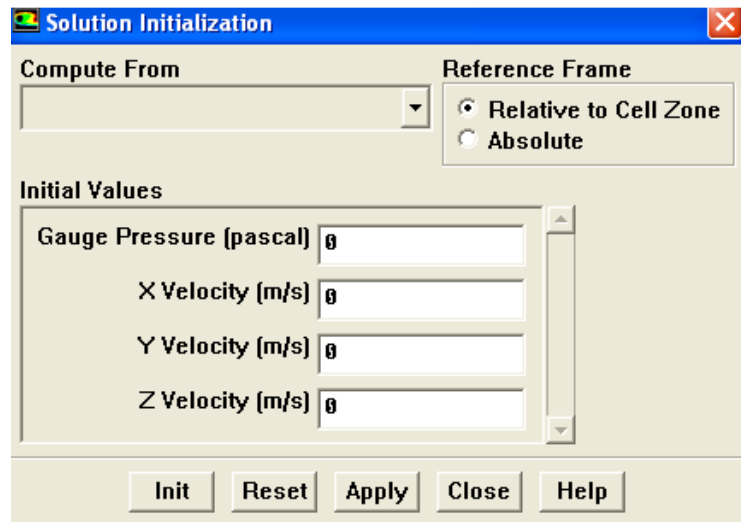 Solution Initialization
Compute From
Reference Frame
Relative to Cell Zone
Absolute
Initial Values
Gauge Pressure (pascal) 0
X Velocity (m/s) 0
Y Velocity (m/s) 0
Z Velocity (m/s) 0
Init Reset Apply Close Help